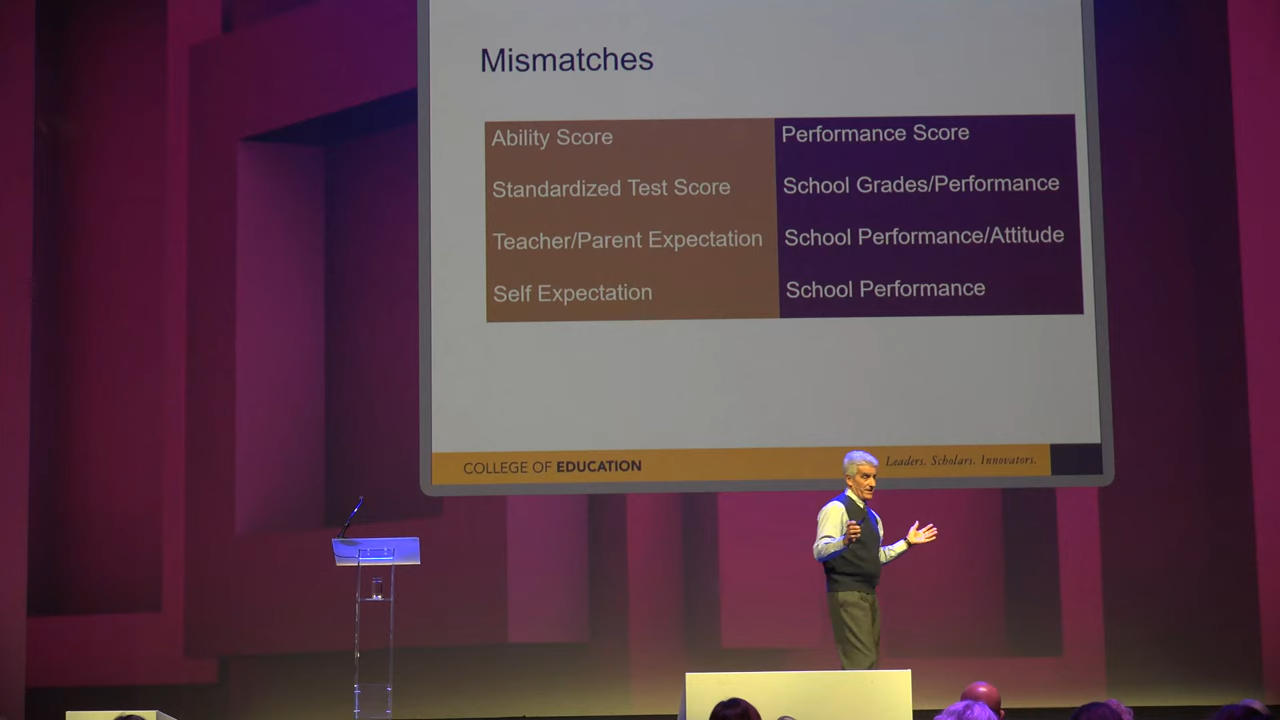 Mismatches
Ability Score
Performance Score
Standardized Test Score
School Grades/Performance
Teacher/Parent Expectation
School Performance/Attitude
Self Expectation
School Performance
COLLEGE OF EDUCATION
Leaders. Scholars. Innovators.